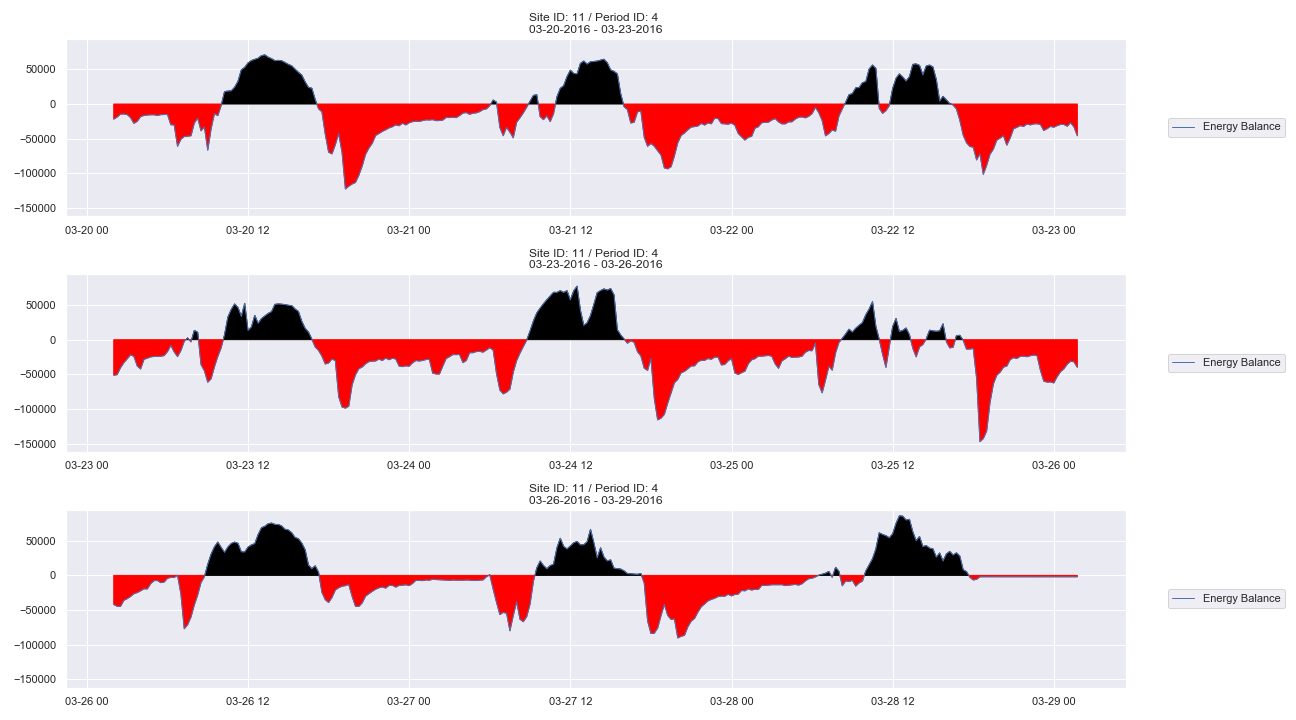 Site ID: 11 / Period ID: 4
03-20-2016 - 03-23-2016
50000
0
−50000
−100000
−150000
03-20 00 03-20 12 03-21 00 03-21 12 03-22 00 03-22 12 03-23 00
Energy Balance
Site ID: 11 / Period ID: 4
03-23-2016 - 03-26-2016
50000
0
−50000
−100000
−150000
03-23 00 03-23 12 03-24 00 03-24 12 03-25 00 03-25 12 03-26 00
Energy Balance
Site ID: 11 / Period ID: 4
03-26-2016 - 03-29-2016
50000
0
−50000
−100000
−150000
03-26 00 03-26 12 03-27 00 03-27 12 03-28 00 03-28 12 03-29 00
Energy Balance